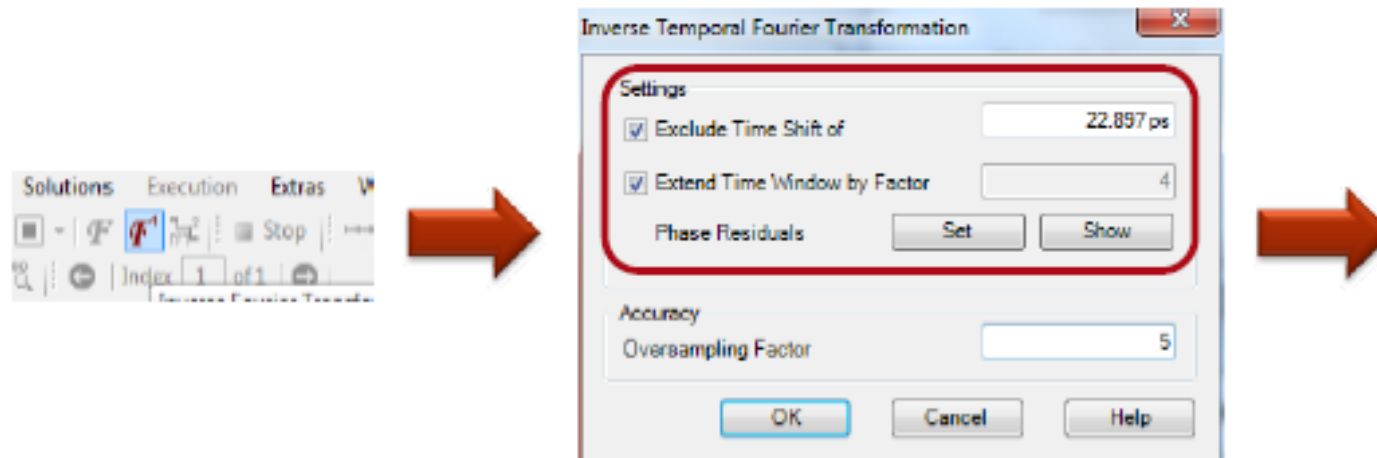 Solutions Execution Extras
Stop
Index 1 of 1
Inverse Temporal Fourier Transformation
Settings
Exclude Time Shift of 22.897 ps
Extend Time Window by Factor 4
Phase Residuals Set Show
Accuracy
Oversampling Factor 5
OK Cancel Help